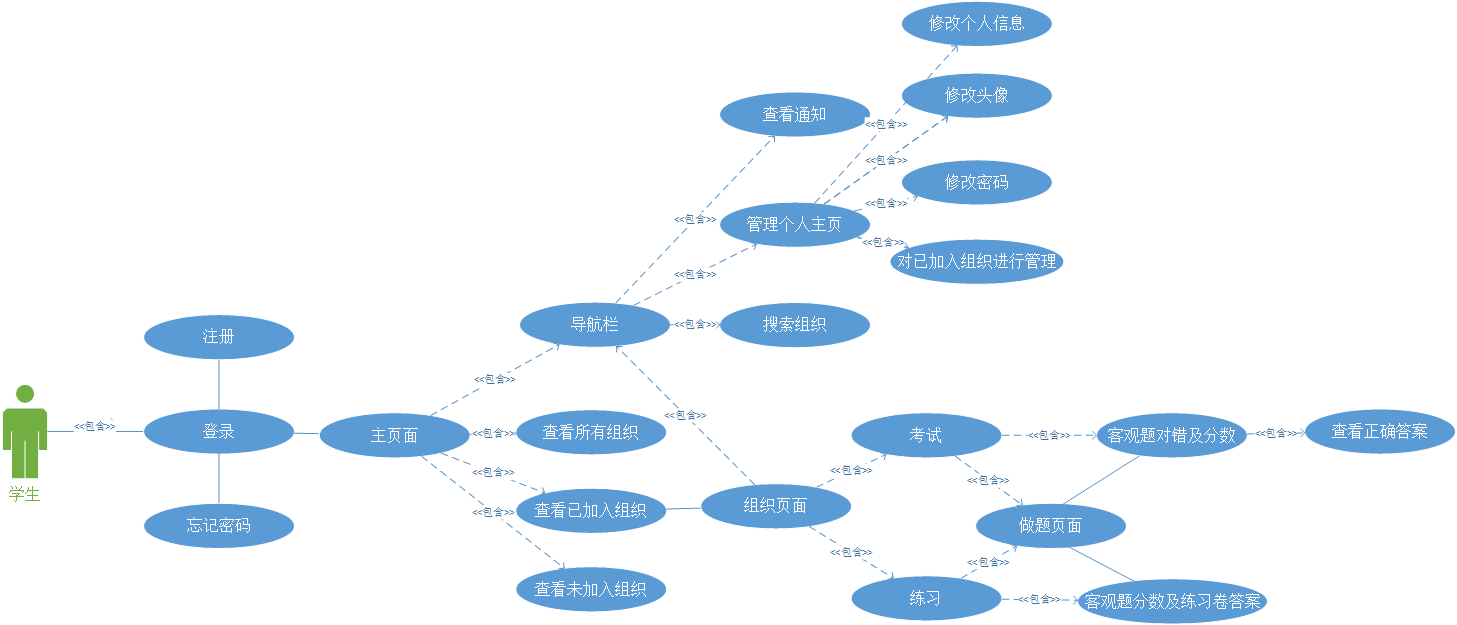 修改个人信息
修改头像
查看通知
<<包含>>
<<包含>>
修改密码
<<包含>>
管理个人主页
<<包含>>
<<包含>>
对已加入组织进行管理
<<包含>>
导航栏
<<包含>>
搜索组织
注册
<<包含>>
<<包含>>
学生
<<包含>>
登录
主页面
<<包含>>
查看所有组织
考试
<<包含>>
客观题对错及分数
<<包含>>
查看正确答案
<<包含>>
<<包含>>
<<包含>>
查看已加入组织
组织页面
<<包含>>
忘记密码
做题页面
<<包含>>
<<包含>>
查看未加入组织
练习
<<包含>>
客观题分数及练习卷答案